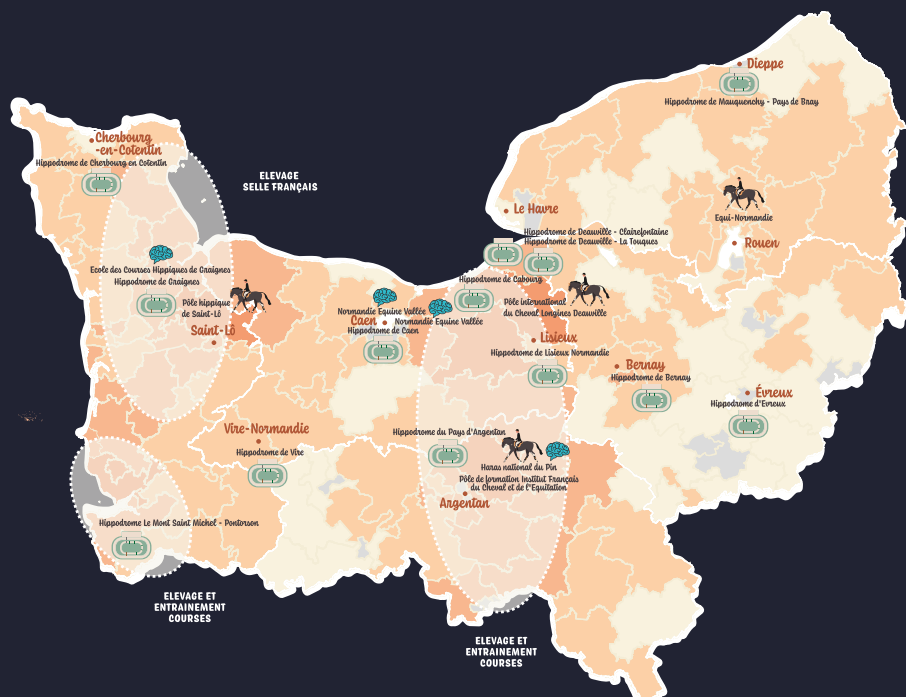 Dieppe
Hippodrome de Mauquenchy - Pays de Bray
Cherbourg
-en-Cotentin
Hippodrome de Cherbourg en Cotentin
ELEVAGE
SELLE FRANÇAIS
Le Havre
Equi-Normandie
Hippodrome de Deauville - Clairefontaine
Hippodrome de Deauville - La Touques
Rouen
Ecole des Courses Hippiques de Graignes
Hippodrome de Graignes
Hippodrome de Cabourg
Pôle hippique
de Saint-Lô
Saint-Lô
Pôle international
du Cheval Longines Deauville
Normandie Equine Vallée
Caen
Normandie Equine Vallée
Hippodrome de Caen
Lisieux
Hippodrome de Lisieux Normandie
Bernay
Hippodrome de Bernay
Évreux
Hippodrome d'Evreux
Vire-Normandie
Hippodrome de Vire
Hippodrome du Pays d'Argentan
Haras national du Pin
Pôle de formation Institut Français
du Cheval et de l'Equitation
Argentan
Hippodrome Le Mont Saint Michel - Pontorson
ELEVAGE ET
ENTRAINEMENT
COURSES
ELEVAGE ET
ENTRAINEMENT
COURSES